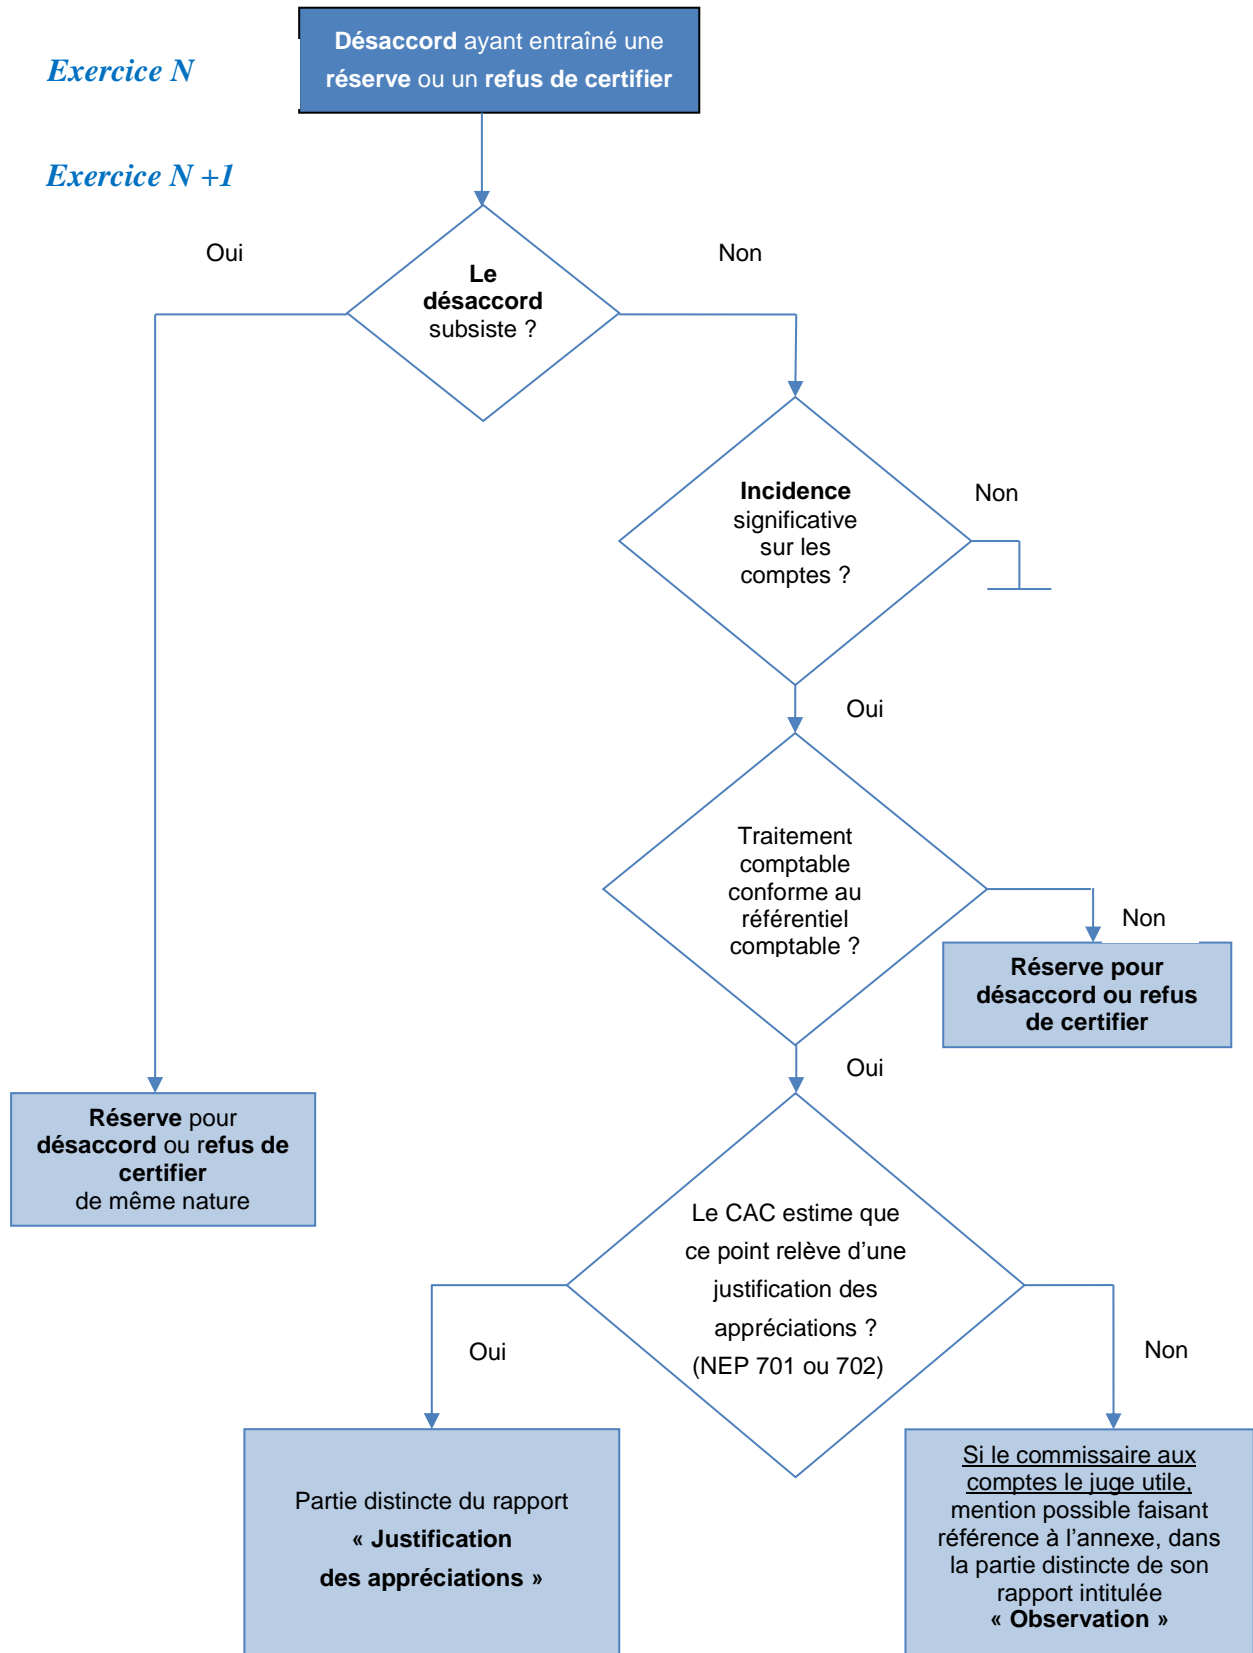 Désaccord ayant entraîné une
réserve ou un refus de certifier
Exercice N
Exercice N +1
Oui
Non
Le
désaccord
subsiste ?
Incidence
significative
sur les
comptes ?
Non
Oui
Traitement
comptable
conforme au
référentiel
comptable ?
Non
Réserve pour
désaccord ou refus
de certifier
Oui
Réserve pour
désaccord ou refus de
certifier
de même nature
Le CAC estime que
ce point relève d’une
justification des
appréciations ?
(NEP 701 ou 702)
Oui
Non
Partie distincte du rapport
« Justification
des appréciations »
Si le commissaire aux
comptes le juge utile,
mention possible faisant
référence à l’annexe, dans
la partie distincte de son
rapport intitulée
« Observation »